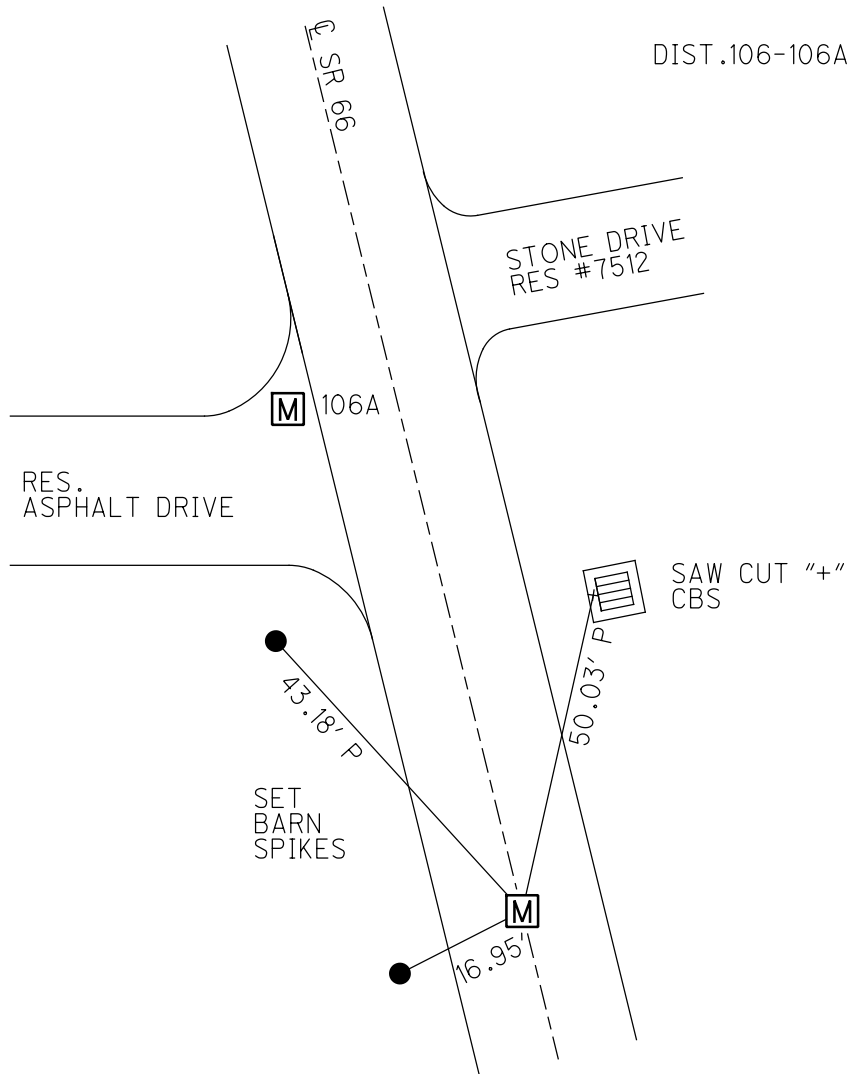 ℄ SR 66
DIST.106-106A
STONE DRIVE
RES #7512
M
106A
RES.
ASPHALT DRIVE
SAW CUT "+"
CBS
50.03' P
43.18' P
SET
BARN
SPIKES
M
16.95'